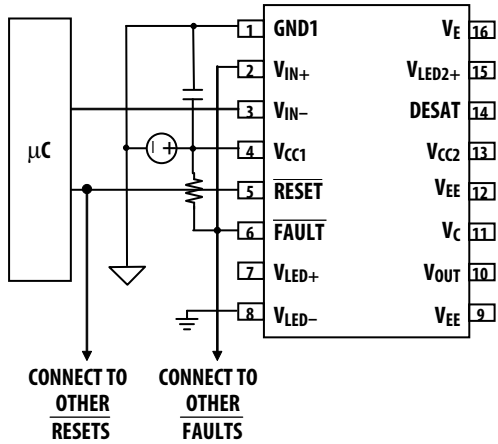 μC
1 GND1 VE 16
2 VIN+ VLED2+ 15
3 VIN− DESAT 14
4 VCC1 VCC2 13
5 RESET VEE 12
6 FAULT VC 11
7 VLED+ VOUT 10
8 VLED− VEE 9
CONNECT TO
OTHER
RESETS
CONNECT TO
OTHER
FAULTS